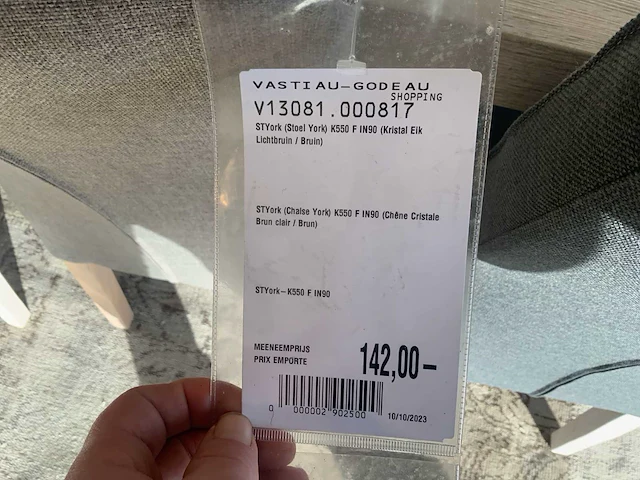 VASTIAU-GODEAU
SHOPPING
V13081.000817
STYork (Stoel York) K550 F IN90 (Kristal Eik
Lichtbruin / Bruin)
STYork (Chaise York) K550 F IN90 (Chêne Cristale
Brun clair / Brun)
STYork-K550 F IN90
MEENEEMPRIJS
PRIX EMPORTE
142,00-
0 000002 902500
10/10/2023